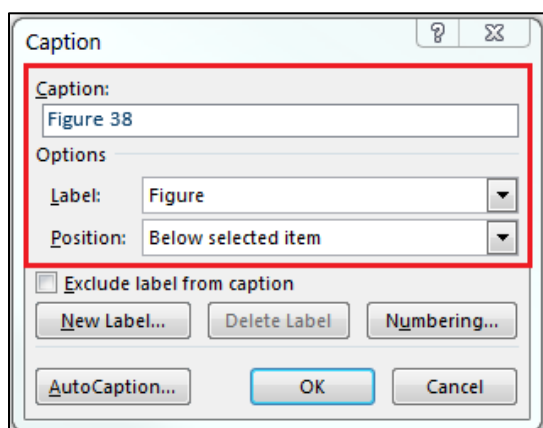 Caption
Caption:
Figure 38
Options
Label: Figure
Position: Below selected item
Exclude label from caption
New Label... Delete Label Numbering...
AutoCaption... OK Cancel